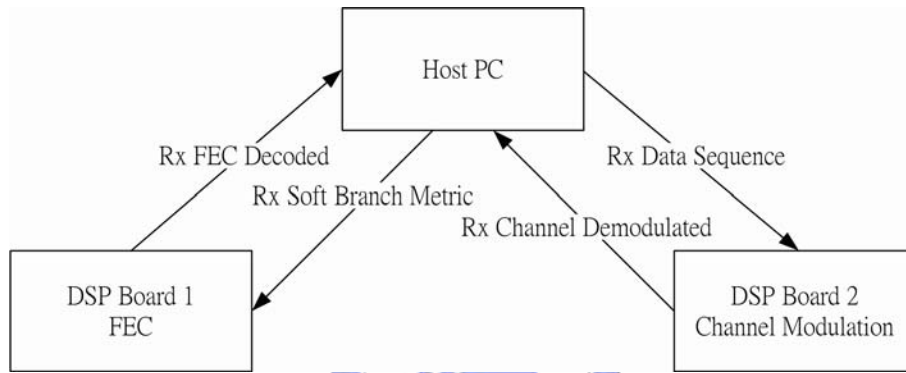 Host PC
Rx FEC Decoded
Rx Data Sequence
Rx Soft Branch Metric
Rx Channel Demodulated
DSP Board 1
FEC
DSP Board 2
Channel Modulation